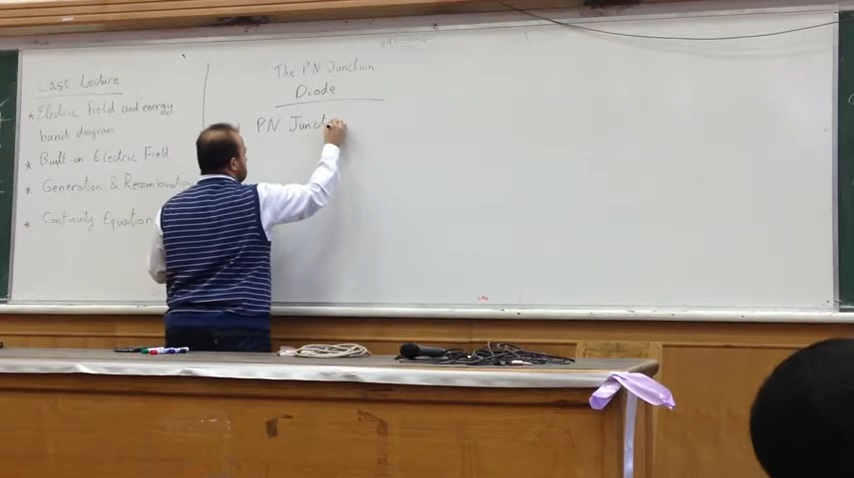 Last Lecture
* Electric Field and energy
band diagram
* Built-in Electric Field
* Generation & Recombination
* Continuity Equation
The PN Junction
Diode
PN Junct